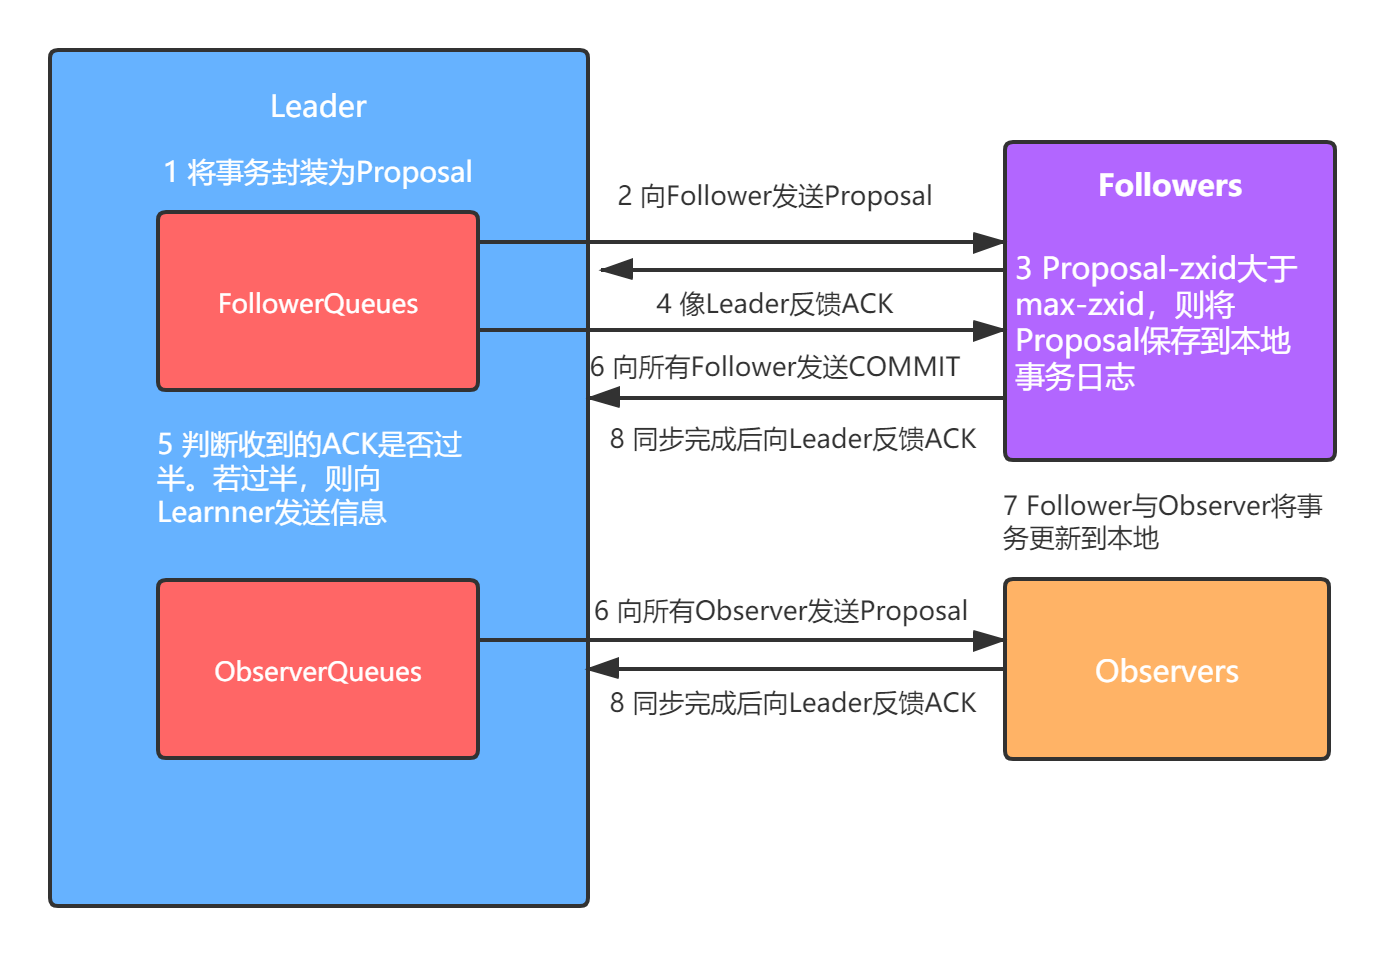 Leader
1 将事务封装为Proposal
FollowerQueues
2 向Follower发送Proposal
Followers
3 Proposal-zxid大于
max-zxid，则将
Proposal保存到本地
事务日志
4 像Leader反馈ACK
5 判断收到的ACK是否过
半。若过半，则向
Learnner发送信息
6 向所有Follower发送COMMIT
8 同步完成后向Leader反馈ACK
7 Follower与Observer将事
务更新到本地
ObserverQueues
6 向所有Observer发送Proposal
8 同步完成后向Leader反馈ACK
Observers